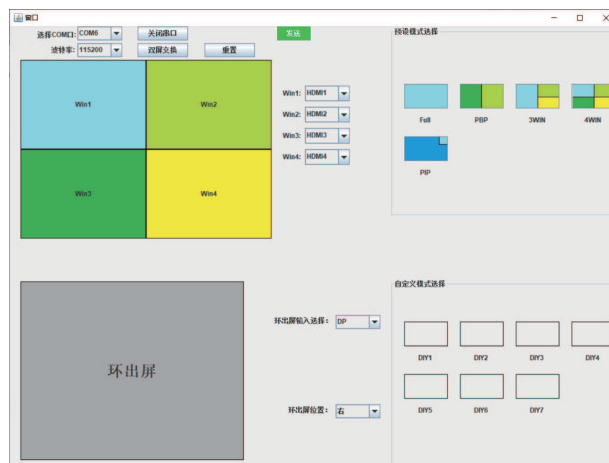 窗口
选择COM口: COM6 关闭串口 发送
波特率: 115200 双屏交换 重置
预设模式选择
Win1 Win2
Win3 Win4
Win1: HDMI1
Win2: HDMI2
Win3: HDMI3
Win4: HDMI4
Full PBP 3WIN 4WIN
PIP
环出屏
环出屏输入选择: DP
环出屏位置: 右
自定义模式选择
DIY1 DIY2 DIY3 DIY4
DIY5 DIY6 DIY7